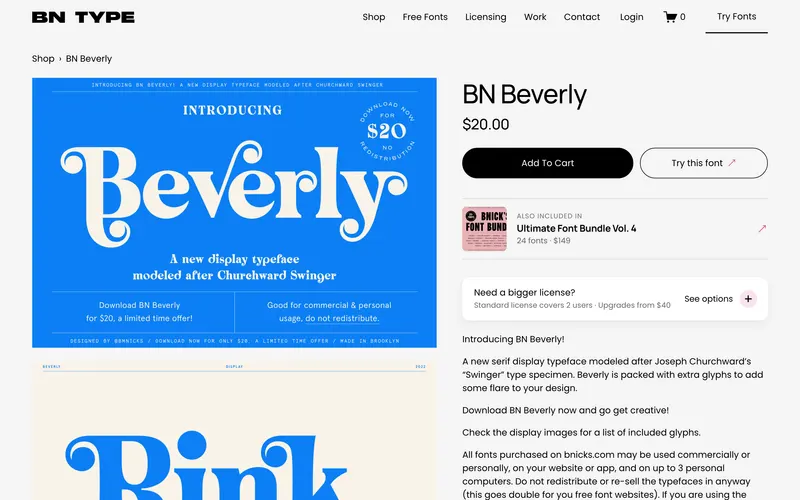 BN TYPE
Shop Free Fonts Licensing Work Contact Login 0 Try Fonts
Shop › BN Beverly
INTRODUCING BN BEVERLY! A NEW DISPLAY TYPEFACE MODELED AFTER CHURCHWARD SWINGER
INTRODUCING
DOWNLOAD NOW
FOR
$20
NO
REDISTRIBUTION
Beverly
A new display typeface
modeled after Churchward Swinger
Download BN Beverly
for $20, a limited time offer!
Good for commercial & personal
usage, do not redistribute.
DESIGNED BY @BMNICKS / DOWNLOAD NOW FOR ONLY $20. A LIMITED TIME OFFER / MADE IN BROOKLYN
BEVERLY DISPLAY 2022
Bink
BN Beverly
$20.00
Add To Cart
Try this font ↗
BNICK'S
FONT BUND
ALSO INCLUDED IN
Ultimate Font Bundle Vol. 4
24 fonts · $149
Need a bigger license?
Standard license covers 2 users · Upgrades from $40
See options +
Introducing BN Beverly!
A new serif display typeface modeled after Joseph Churchward's
“Swinger” type specimen. Beverly is packed with extra glyphs to add
some flare to your design.
Download BN Beverly now and go get creative!
Check the display images for a list of included glyphs.
All fonts purchased on bnicks.com may be used commercially or
personally, on your website or app, and on up to 3 personal
computers. Do not redistribute or re-sell the typefaces in anyway
(this goes double for you free font websites). If you are using the